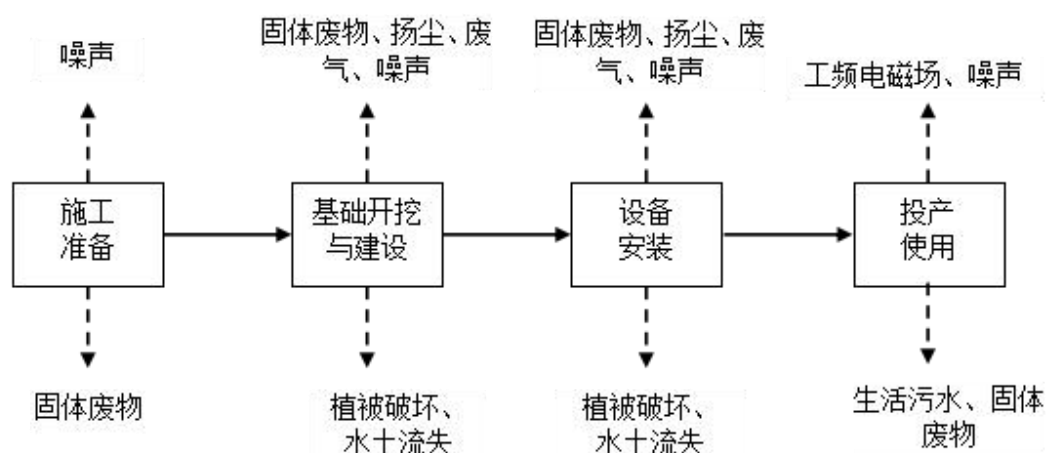 噪声
固体废物、扬尘、废
气、噪声
固体废物、扬尘、废
气、噪声
工频电磁场、噪声
施工
准备
基础开挖
与建设
设备
安装
投产
使用
固体废物
植被破坏、
水土流失
植被破坏、
水土流失
生活污水、固体
废物